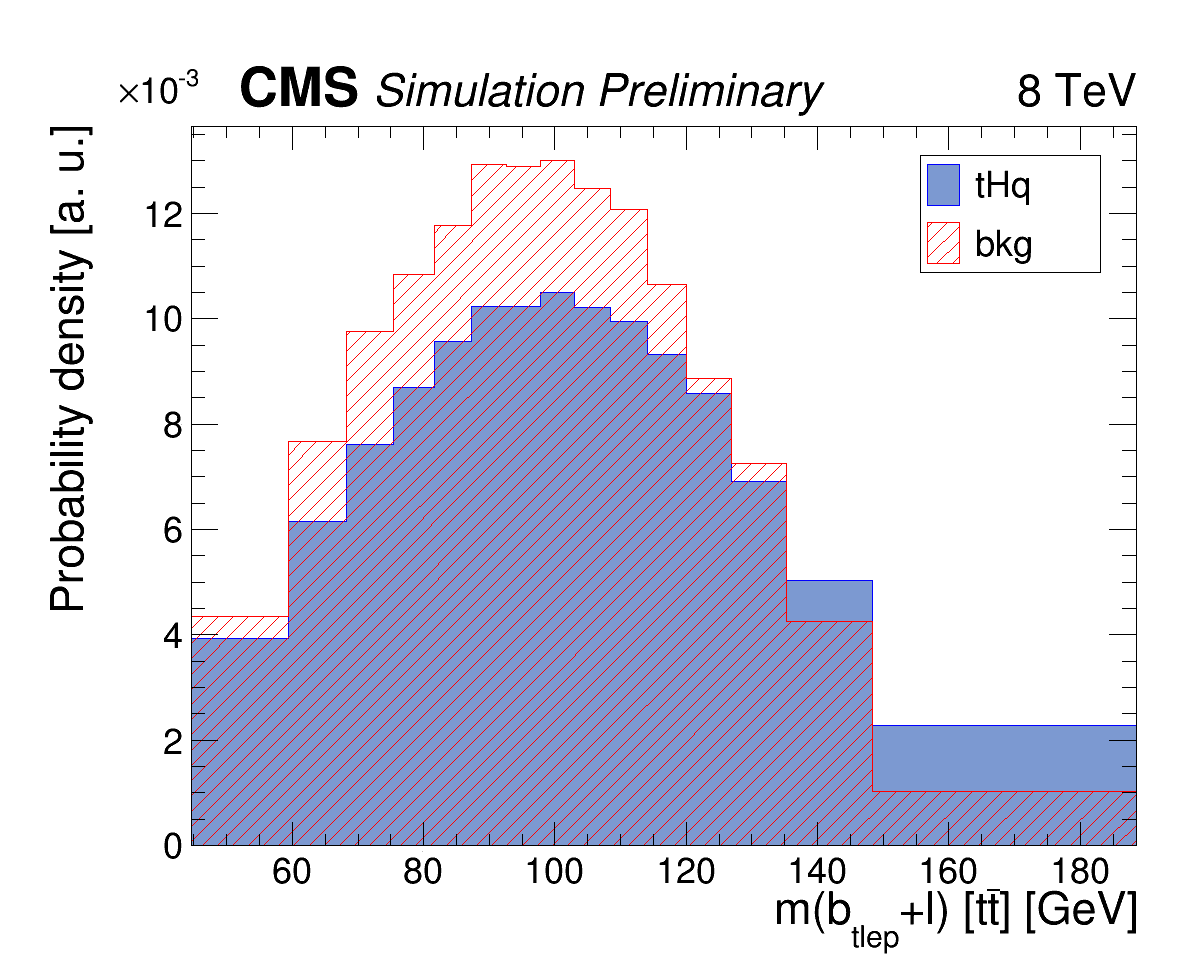 ×10⁻³ CMS Simulation Preliminary 8 TeV
Probability density [a. u.]
tHq
bkg
12
10
8
6
4
2
0
60 80 100 120 140 160 180
m(b_tlep+l) [tt̄] [GeV]